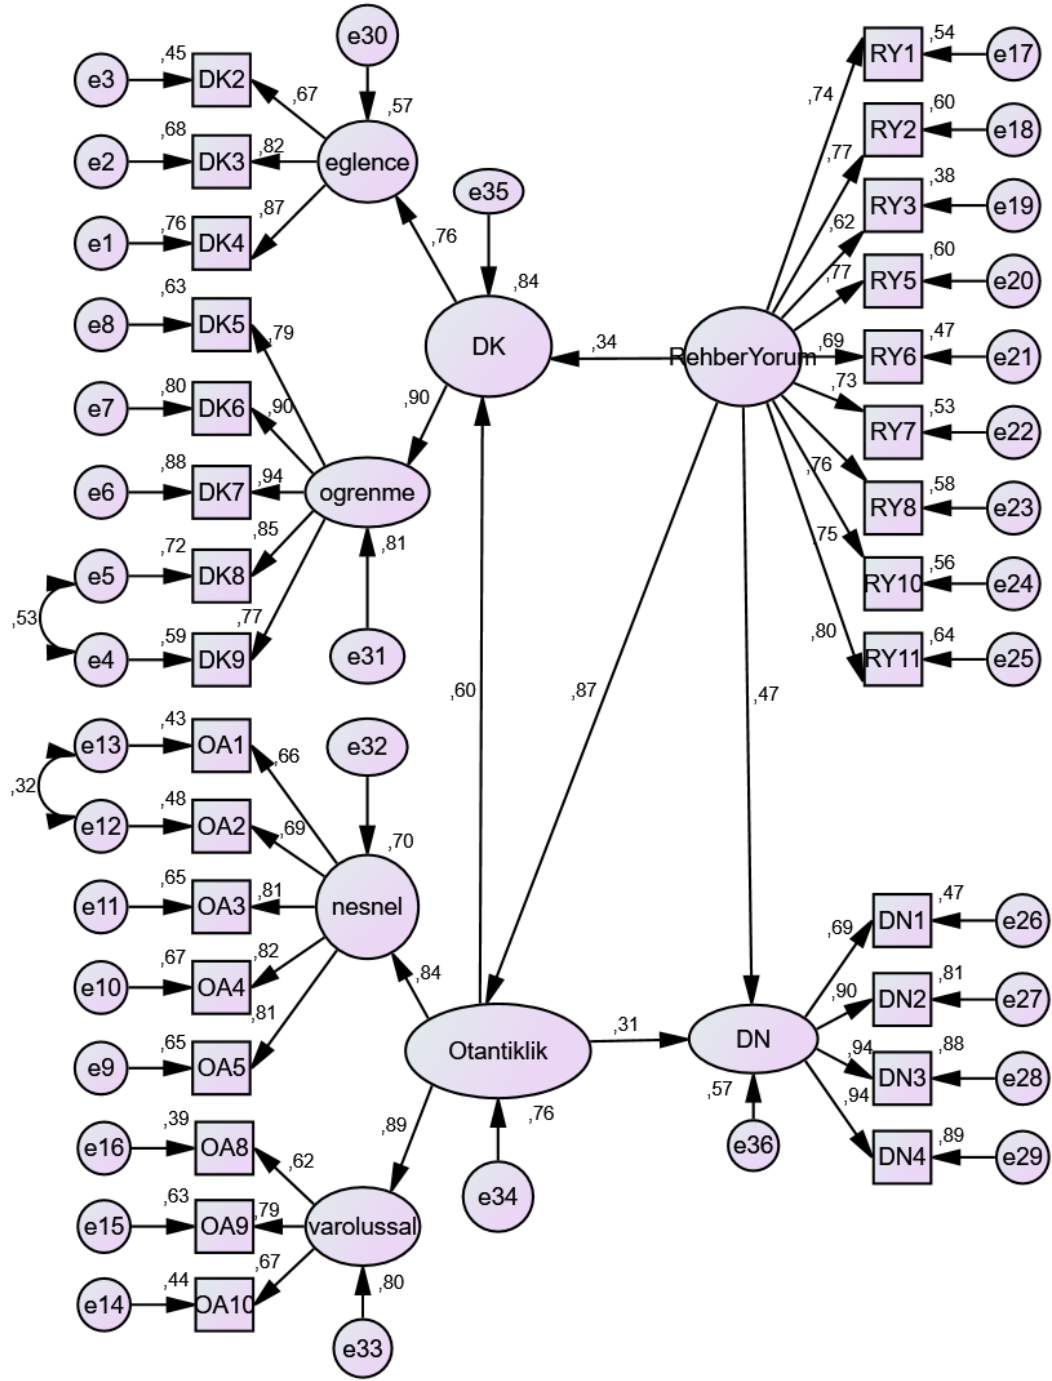 e30
,45
e3
DK2
,67
,57
,68
e2
DK3
,82
eglence
,76
e1
DK4
,87
e35
,76
,84
,63
e8
DK5
,79
DK
,80
e7
DK6
,90
,90
,88
e6
DK7
,94
ogrenme
,72
e5
DK8
,85
,81
,53
,59
e4
DK9
,77
e31
,54
RY1
e17
,74
,60
RY2
e18
,77
,38
RY3
e19
,62
,60
RY5
e20
,77
,34
RehberYorum
,69
,47
RY6
e21
,73
,53
RY7
e22
,76
,58
RY8
e23
,75
,56
RY10
e24
,80
,64
RY11
e25
,60
,87
,47
,43
e13
OA1
,66
e32
,32
,48
e12
OA2
,69
,70
,65
e11
OA3
,81
nesnel
,67
e10
OA4
,82
,84
,65
e9
OA5
,81
Otantiklik
,31
DN
,47
DN1
e26
,69
,81
DN2
e27
,90
,88
DN3
e28
,94
,89
DN4
e29
,94
,57
e36
,76
e34
,89
,39
e16
OA8
,62
,63
e15
OA9
,79
varolussal
,44
e14
OA10
,67
,80
e33